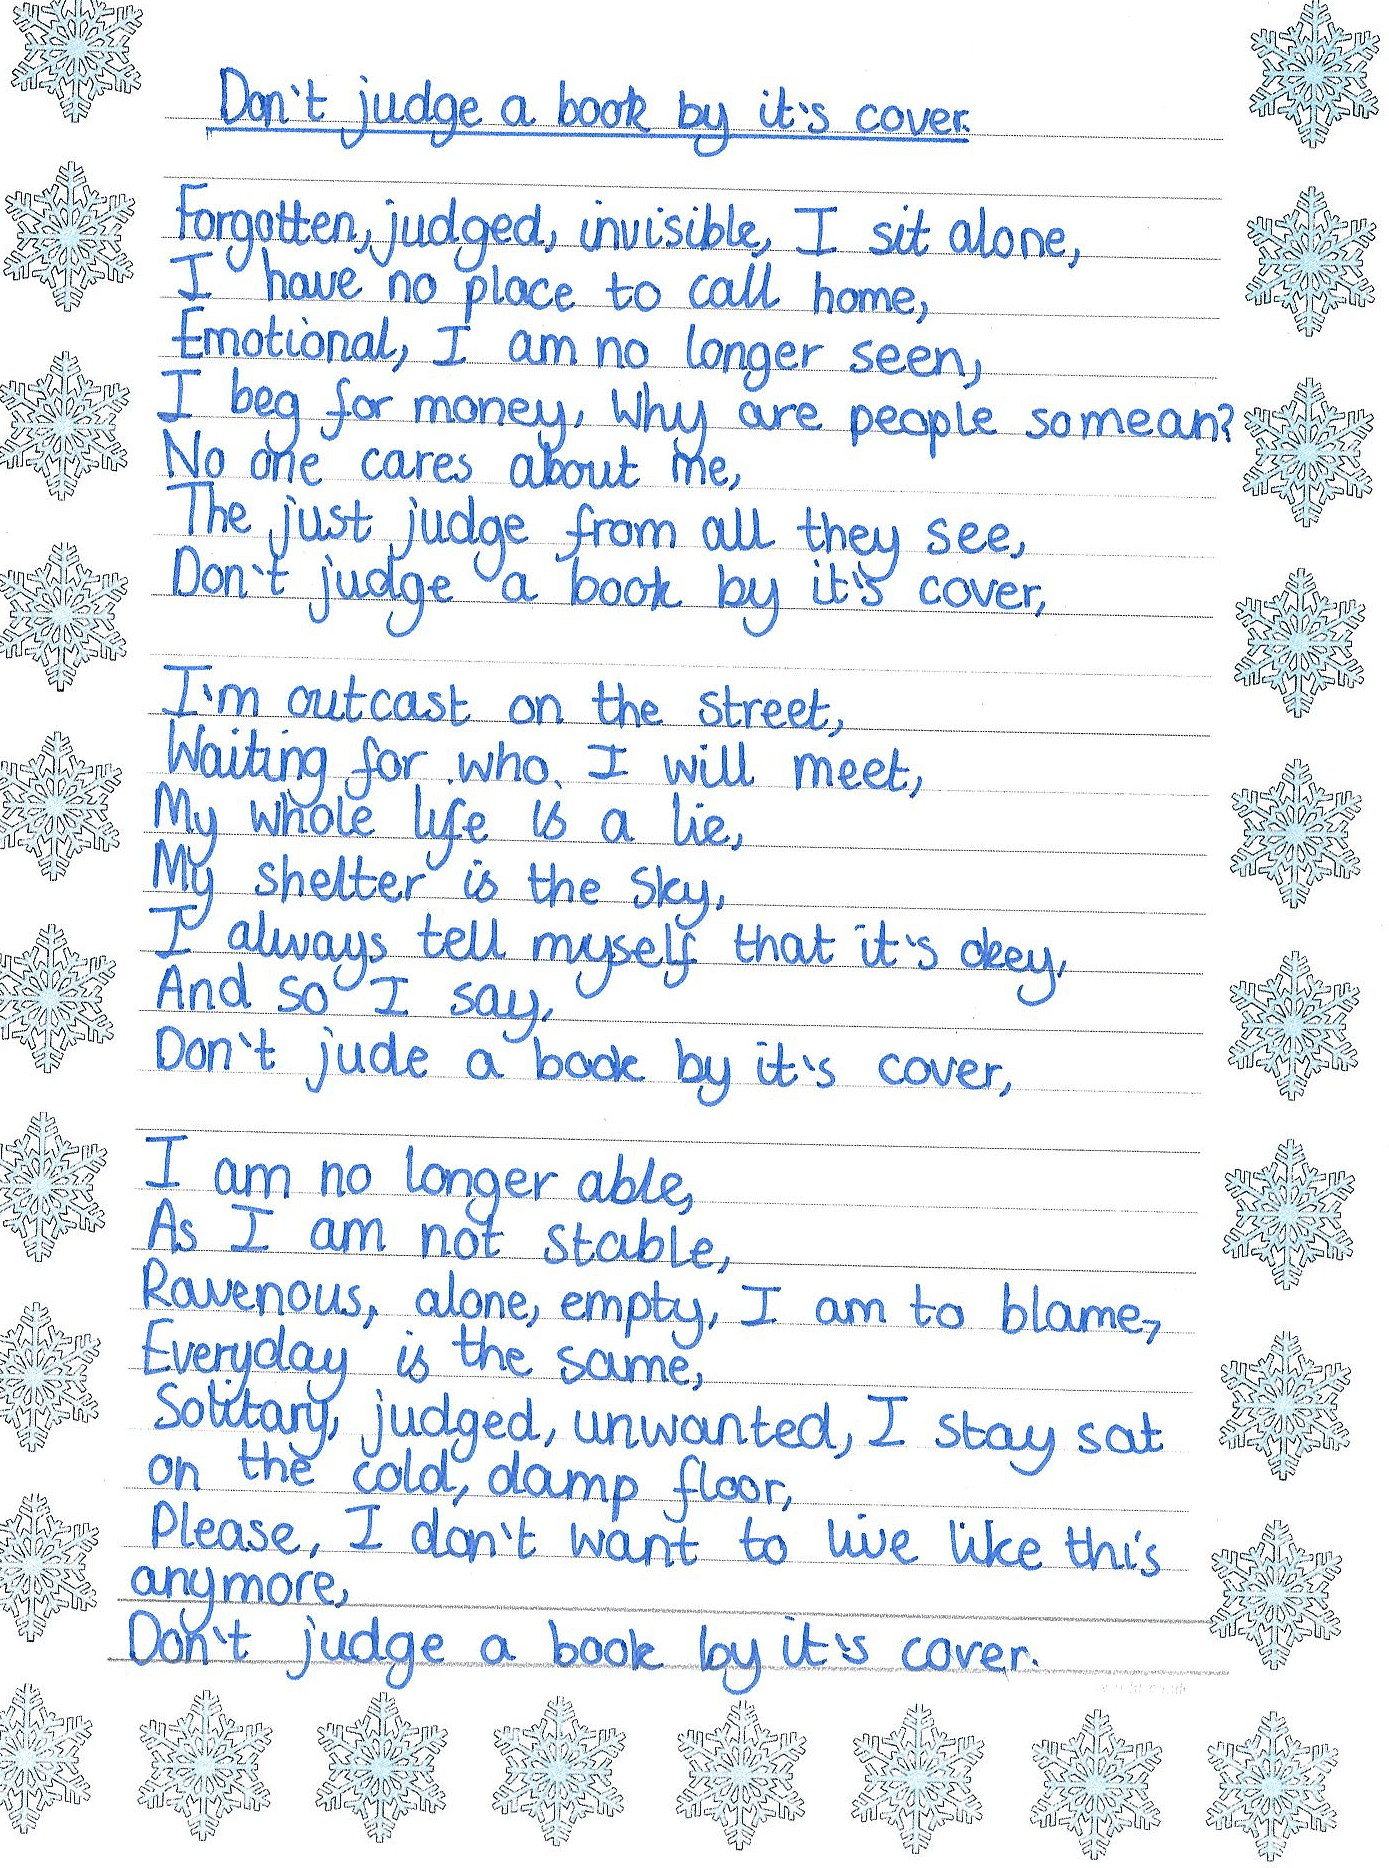 Don't judge a book by it's cover.
Forgotten, judged, invisible, I sit alone,
I have no place to call home,
Emotional, I am no longer seen,
I beg for money, Why are people so mean?
No one cares about me,
The just judge from all they see,
Don't judge a book by it's cover,
I'm outcast on the street,
Waiting for who I will meet,
My whole life is a lie,
My shelter is the sky,
I always tell myself that it's okey,
And so I say,
Don't jude a book by it's cover,
I am no longer able,
As I am not stable,
Ravenous, alone, empty, I am to blame,
Everyday is the same,
Solitary, judged, unwanted, I stay sat
on the cold, damp floor,
Please, I don't want to live like this
anymore,
Don't judge a book by it's cover.